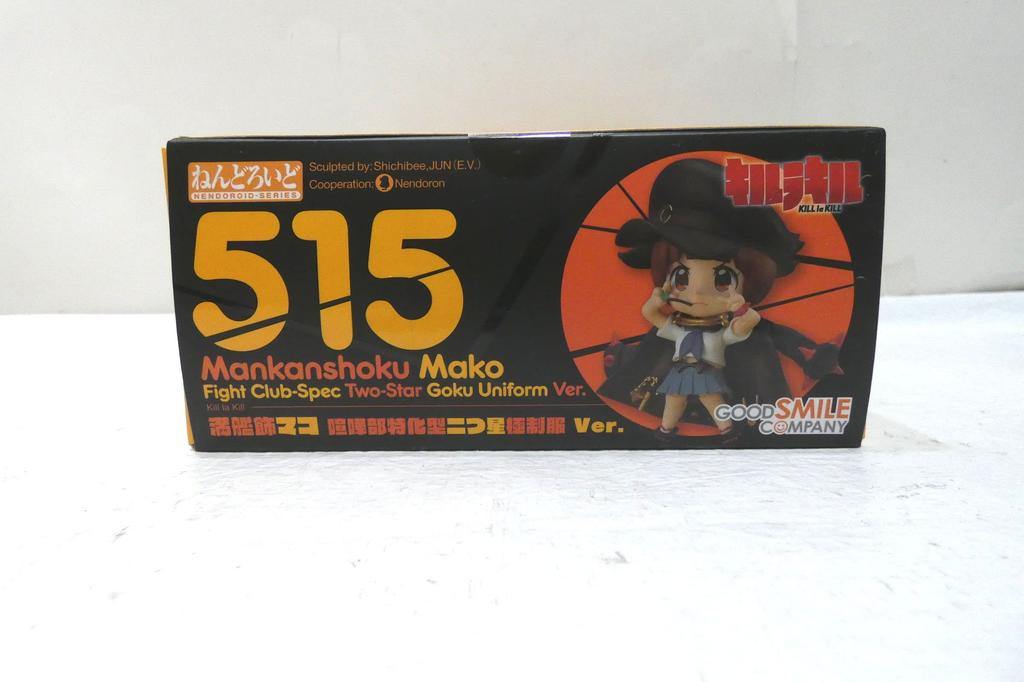 ねんどろいど
NENDOROID-SERIES
Sculpted by: Shichibee,JUN (E.V.)
Cooperation: Nendoron
515
Mankanshoku Mako
Fight Club-Spec Two-Star Goku Uniform Ver.
Kill la Kill
満艦飾マコ 喧嘩部特化型二つ星極制服 Ver.
キルラキル
KILL la KILL
GOOD SMILE
COMPANY